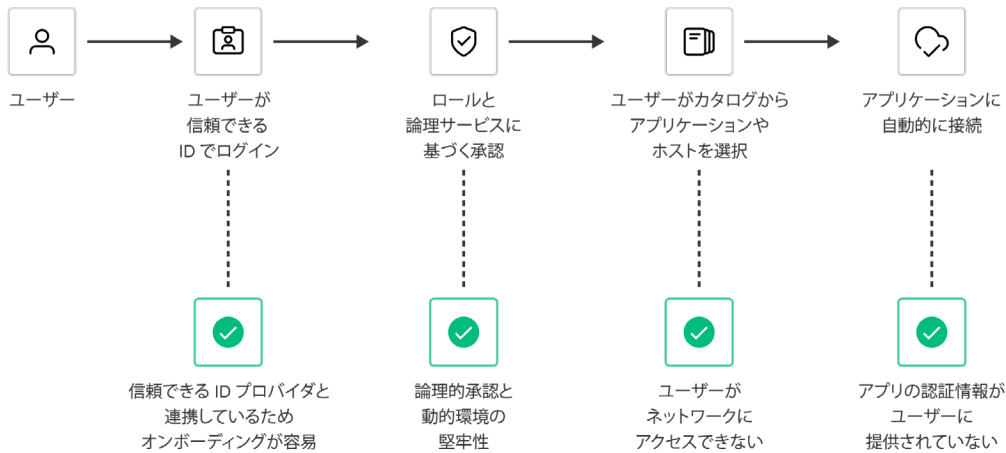 ユーザー
ユーザーが
信頼できる
ID でログイン
ロールと
論理サービスに
基づく承認
ユーザーがカタログから
アプリケーションや
ホストを選択
アプリケーションに
自動的に接続
信頼できる ID プロバイダと
連携しているため
オンボーディングが容易
論理的承認と
動的環境の
堅牢性
ユーザーが
ネットワークに
アクセスできない
アプリの認証情報が
ユーザーに
提供されていない